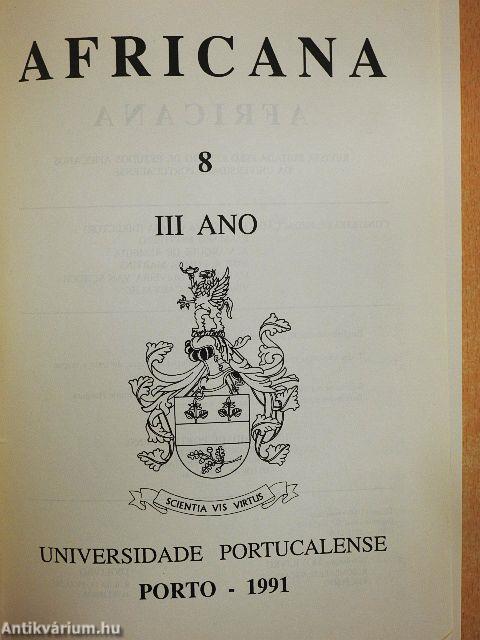 AFRICANA
8
III ANO
SCIENTIA VIS VIRTUS
UNIVERSIDADE PORTUCALENSE
PORTO - 1991
Antikvárium.hu